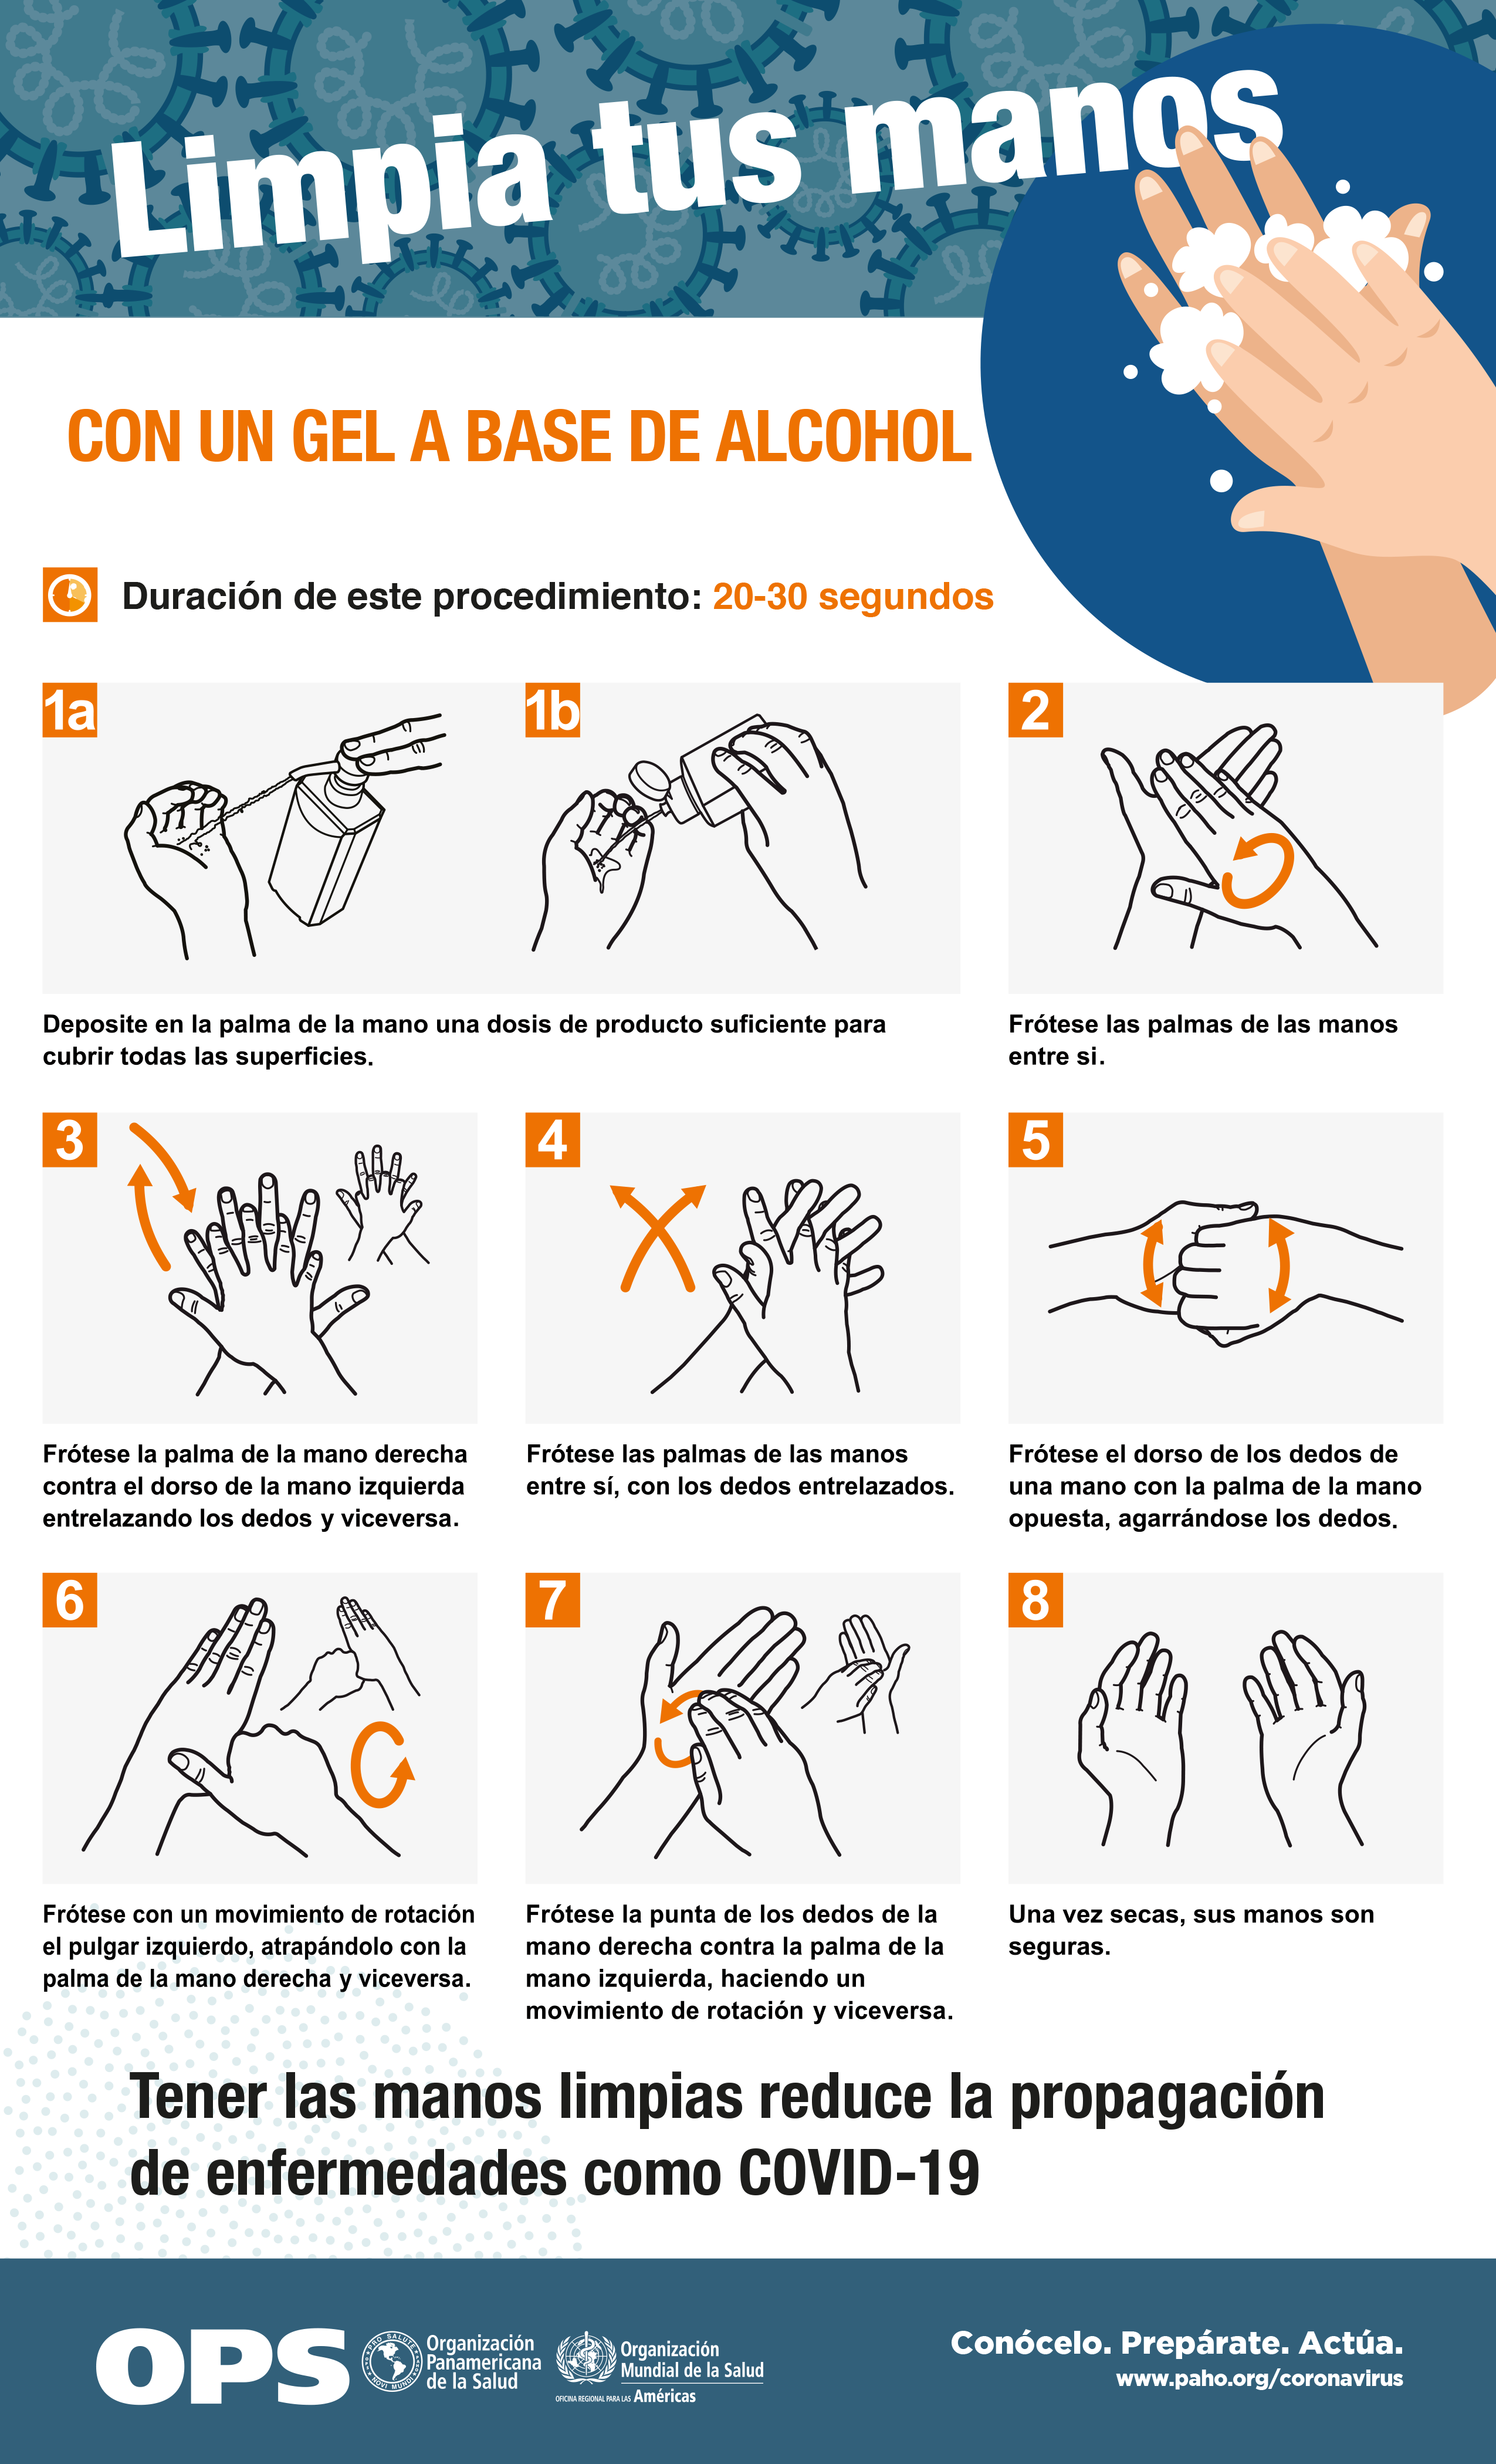 Limpia tus manos
CON UN GEL A BASE DE ALCOHOL
Duración de este procedimiento: 20-30 segundos
1a
1b
Deposite en la palma de la mano una dosis de producto suficiente para
cubrir todas las superficies.
2
Frótese las palmas de las manos
entre si.
3
Frótese la palma de la mano derecha
contra el dorso de la mano izquierda
entrelazando los dedos y viceversa.
4
Frótese las palmas de las manos
entre sí, con los dedos entrelazados.
5
Frótese el dorso de los dedos de
una mano con la palma de la mano
opuesta, agarrándose los dedos.
6
Frótese con un movimiento de rotación
el pulgar izquierdo, atrapándolo con la
palma de la mano derecha y viceversa.
7
Frótese la punta de los dedos de la
mano derecha contra la palma de la
mano izquierda, haciendo un
movimiento de rotación y viceversa.
8
Una vez secas, sus manos son
seguras.
Tener las manos limpias reduce la propagación
de enfermedades como COVID-19
OPS
PRO SALUTE
NOVI MUNDI
Organización
Panamericana
de la Salud
Organización
Mundial de la Salud
OFICINA REGIONAL PARA LAS Américas
Conócelo. Prepárate. Actúa.
www.paho.org/coronavirus